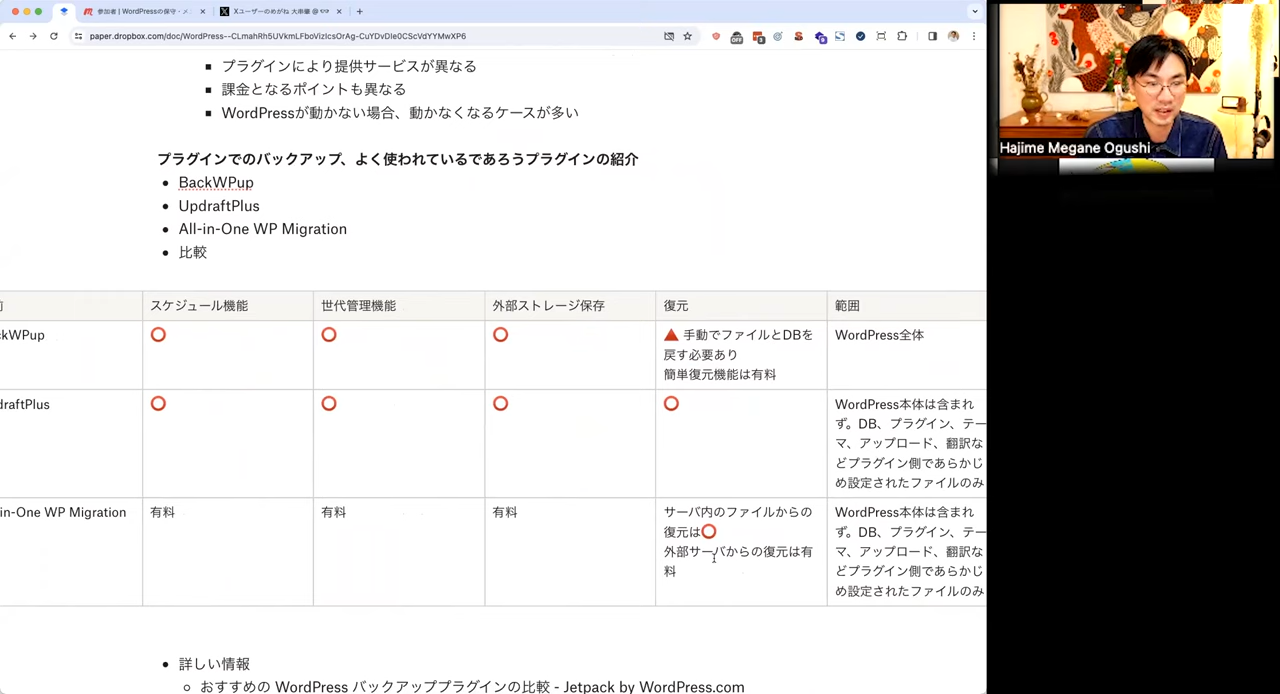 参加者 | WordPressの保守 - メ
Xユーザーのめがね 大串肇 @
paper.dropbox.com/doc/WordPress--CLmahRh5UVkmLFboVizIcsOrAg-CuYDvDIe0CScVdYYMwXP6
プラグインにより提供サービスが異なる
課金となるポイントも異なる
WordPressが動かない場合、動かなくなるケースが多い
プラグインでのバックアップ、よく使われているであろうプラグインの紹介
BackWPup
UpdraftPlus
All-in-One WP Migration
比較
前 スケジュール機能 世代管理機能 外部ストレージ保存 復元 範囲
ckWPup ⭕ ⭕ ⭕ 🔺 手動でファイルとDBを
戻す必要あり
簡単復元機能は有料
WordPress全体
draftPlus ⭕ ⭕ ⭕ ⭕ WordPress本体は含まれ
ず。DB、プラグイン、テー
マ、アップロード、翻訳な
どプラグイン側であらかじ
め設定されたファイルのみ
in-One WP Migration 有料 有料 有料 サーバ内のファイルからの
復元は⭕
外部サーバからの復元は有
料
WordPress本体は含まれ
ず。DB、プラグイン、テー
マ、アップロード、翻訳な
どプラグイン側であらかじ
め設定されたファイルのみ
詳しい情報
おすすめの WordPress バックアッププラグインの比較 - Jetpack by WordPress.com
Hajime Megane Ogushi